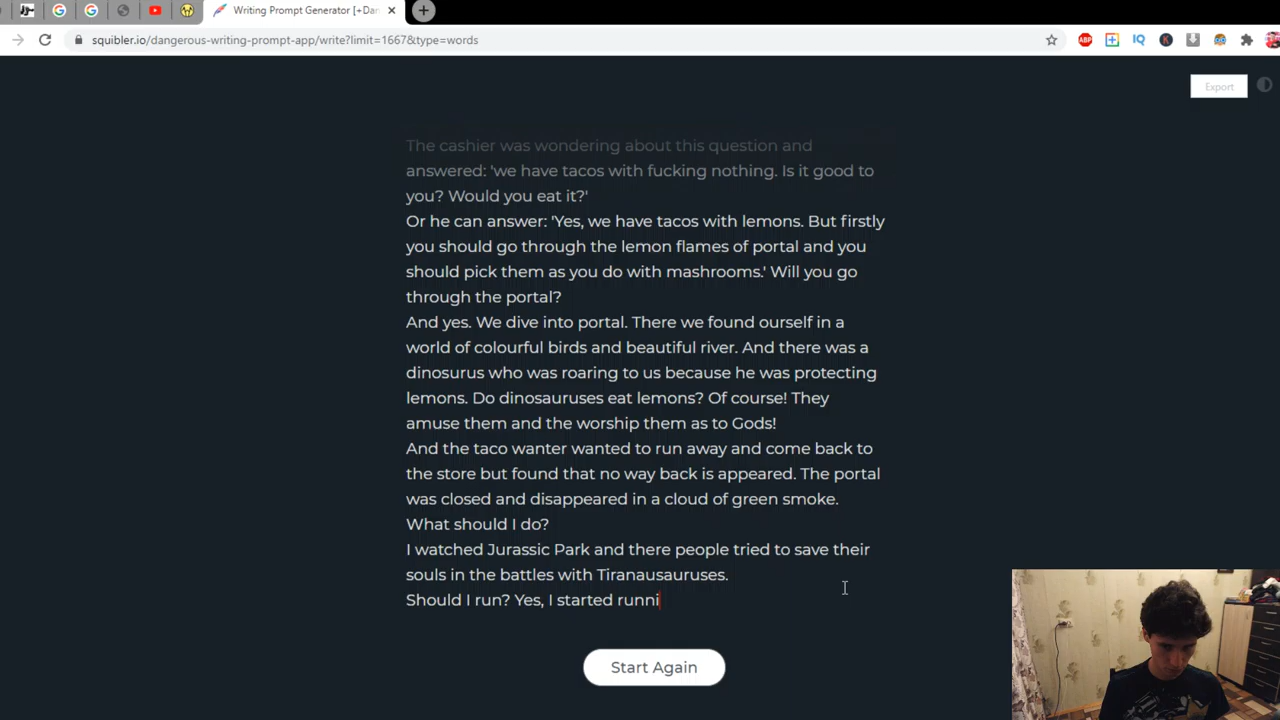 Writing Prompt Generator [+Dan
squibler.io/dangerous-writing-prompt-app/write?limit=1667&type=words
ABP
IQ
K
Export
The cashier was wondering about this question and
answered: 'we have tacos with fucking nothing. Is it good to
you? Would you eat it?'
Or he can answer: 'Yes, we have tacos with lemons. But firstly
you should go through the lemon flames of portal and you
should pick them as you do with mashrooms.' Will you go
through the portal?
And yes. We dive into portal. There we found ourself in a
world of colourful birds and beautiful river. And there was a
dinosurus who was roaring to us because he was protecting
lemons. Do dinosauruses eat lemons? Of course! They
amuse them and the worship them as to Gods!
And the taco wanter wanted to run away and come back to
the store but found that no way back is appeared. The portal
was closed and disappeared in a cloud of green smoke.
What should I do?
I watched Jurassic Park and there people tried to save their
souls in the battles with Tiranausauruses.
Should I run? Yes, I started runni
Start Again